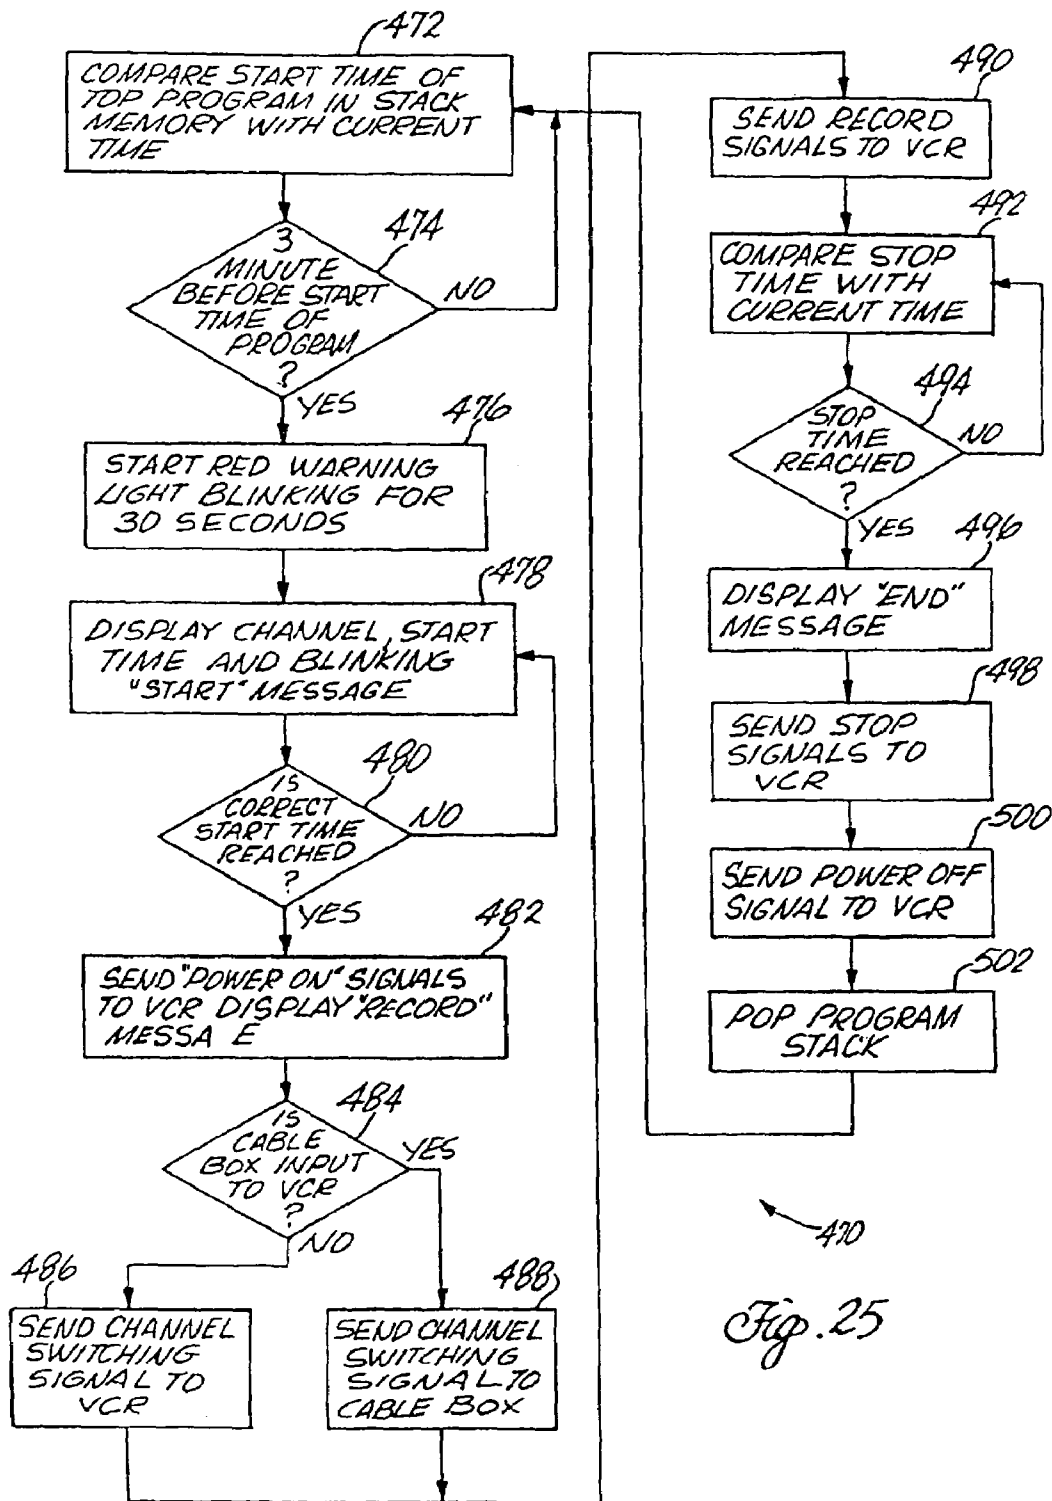 472
COMPARE START TIME OF
TOP PROGRAM IN STACK
MEMORY WITH CURRENT
TIME
474
3
MINUTE
BEFORE START
TIME OF
PROGRAM
?
NO
YES
476
START RED WARNING
LIGHT BLINKING FOR
30 SECONDS
478
DISPLAY CHANNEL, START
TIME AND BLINKING
"START" MESSAGE
480
IS
CORRECT
START TIME
REACHED
?
NO
YES
482
SEND "POWER ON" SIGNALS
TO VCR DISPLAY "RECORD"
MESSA E
484
IS
CABLE
BOX INPUT
TO VCR
?
YES
NO
486
SEND CHANNEL
SWITCHING
SIGNAL TO
VCR
488
SEND CHANNEL
SWITCHING
SIGNAL TO
CABLE BOX
490
SEND RECORD
SIGNALS TO VCR
492
COMPARE STOP
TIME WITH
CURRENT TIME
494
STOP
TIME
REACHED
?
NO
YES
496
DISPLAY "END"
MESSAGE
498
SEND STOP
SIGNALS TO
VCR
500
SEND POWER OFF
SIGNAL TO VCR
502
POP PROGRAM
STACK
470
Fig. 25